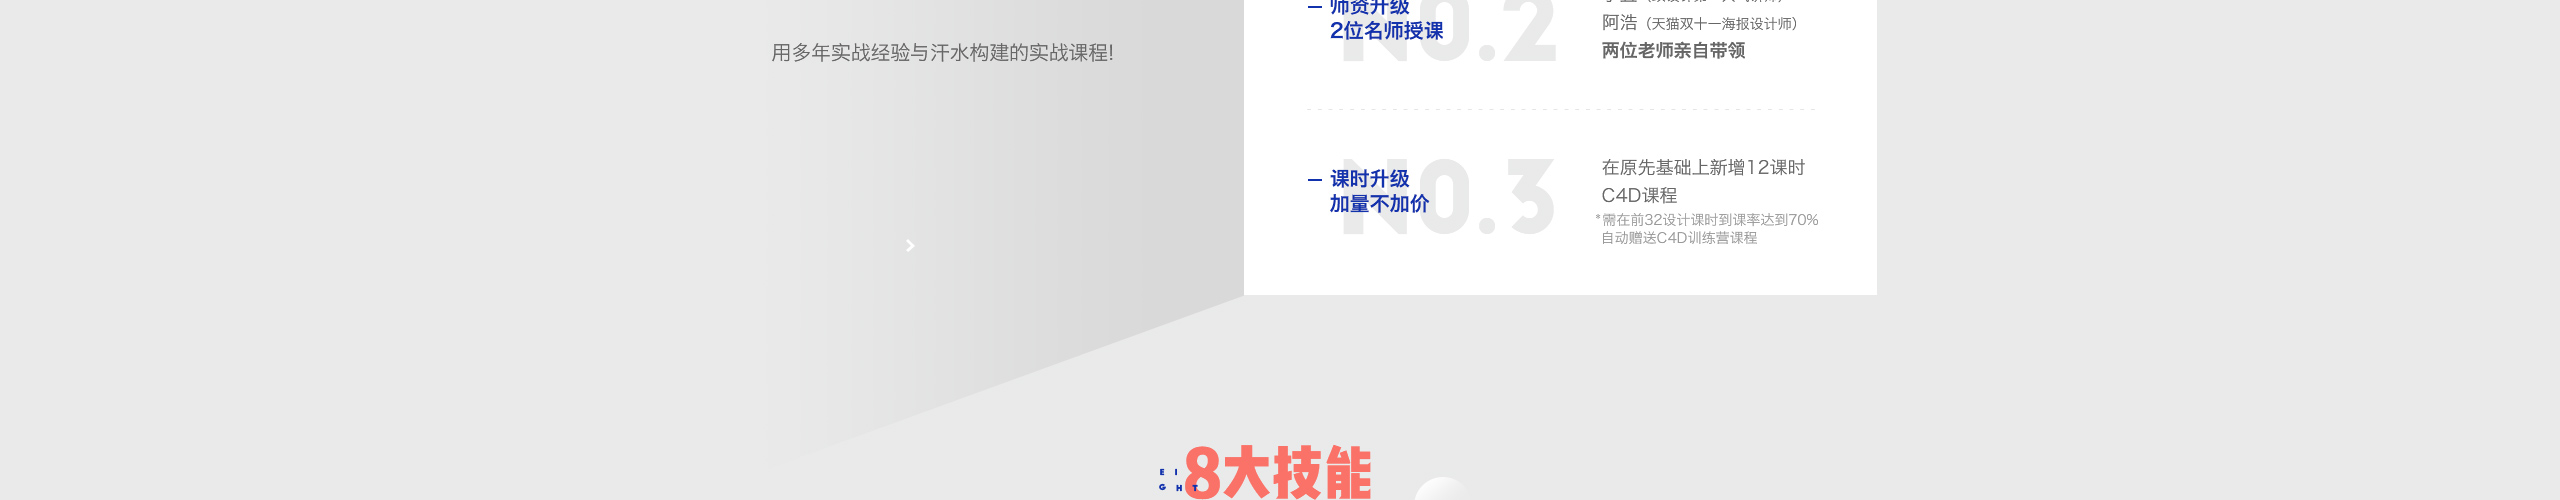 用多年实战经验与汗水构建的实战课程!
NO.2
师资升级
2位名师授课
阿浩（天猫双十一海报设计师）
两位老师亲自带领
NO.3
课时升级
加量不加价
在原先基础上新增12课时
C4D课程
*需在前32设计课时到课率达到70%
自动赠送C4D训练营课程
8大技能
EIGHT